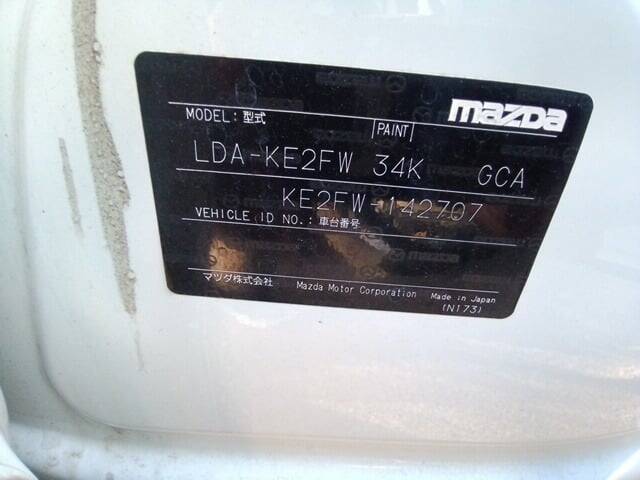 mazda
MODEL: 型式 PAINT
LDA-KE2FW 34K GCA
KE2FW-142707
VEHICLE ID NO.: 車台番号
マツダ株式会社 Mazda Motor Corporation Made in Japan
(N173)